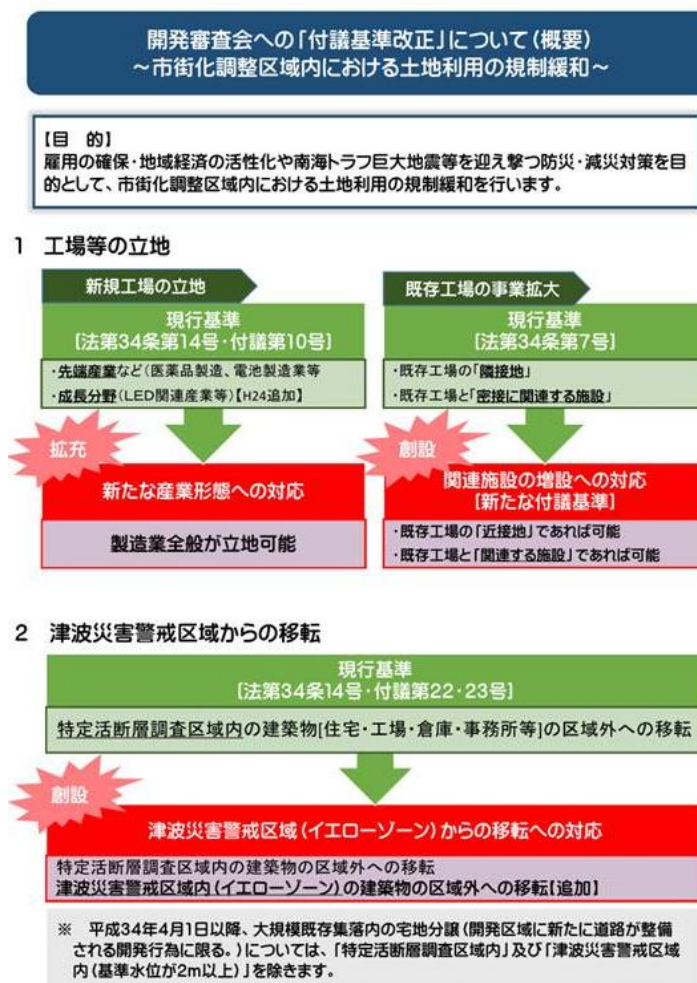 開発審査会への「付議基準改正」について(概要)
~市街化調整区域内における土地利用の規制緩和~
【目　的】
雇用の確保・地域経済の活性化や南海トラフ巨大地震等を迎え撃つ防災・減災対策を目
的として、市街化調整区域内における土地利用の規制緩和を行います。
1　工場等の立地
新規工場の立地
現行基準
[法第34条第14号・付議第10号]
・先端産業など(医薬品製造、電池製造業等
・成長分野(LED関連産業等)【H24追加】
拡充
新たな産業形態への対応
製造業全般が立地可能
既存工場の事業拡大
現行基準
[法第34条第7号]
・既存工場の「隣接地」
・既存工場と「密接に関連する施設」
創設
関連施設の増設への対応
[新たな付議基準]
・既存工場の「近接地」であれば可能
・既存工場と「関連する施設」であれば可能
2　津波災害警戒区域からの移転
現行基準
[法第34条14号・付議第22・23号]
特定活断層調査区域内の建築物[住宅・工場・倉庫・事務所等]の区域外への移転
創設
津波災害警戒区域(イエローゾーン)からの移転への対応
特定活断層調査区域内の建築物の区域外への移転
津波災害警戒区域内(イエローゾーン)の建築物の区域外への移転【追加】
※　平成34年4月1日以降、大規模既存集落内の宅地分譲(開発区域に新たに道路が整備
される開発行為に限る。)については、「特定活断層調査区域内」及び「津波災害警戒区域
内(基準水位が2m以上)」を除きます。